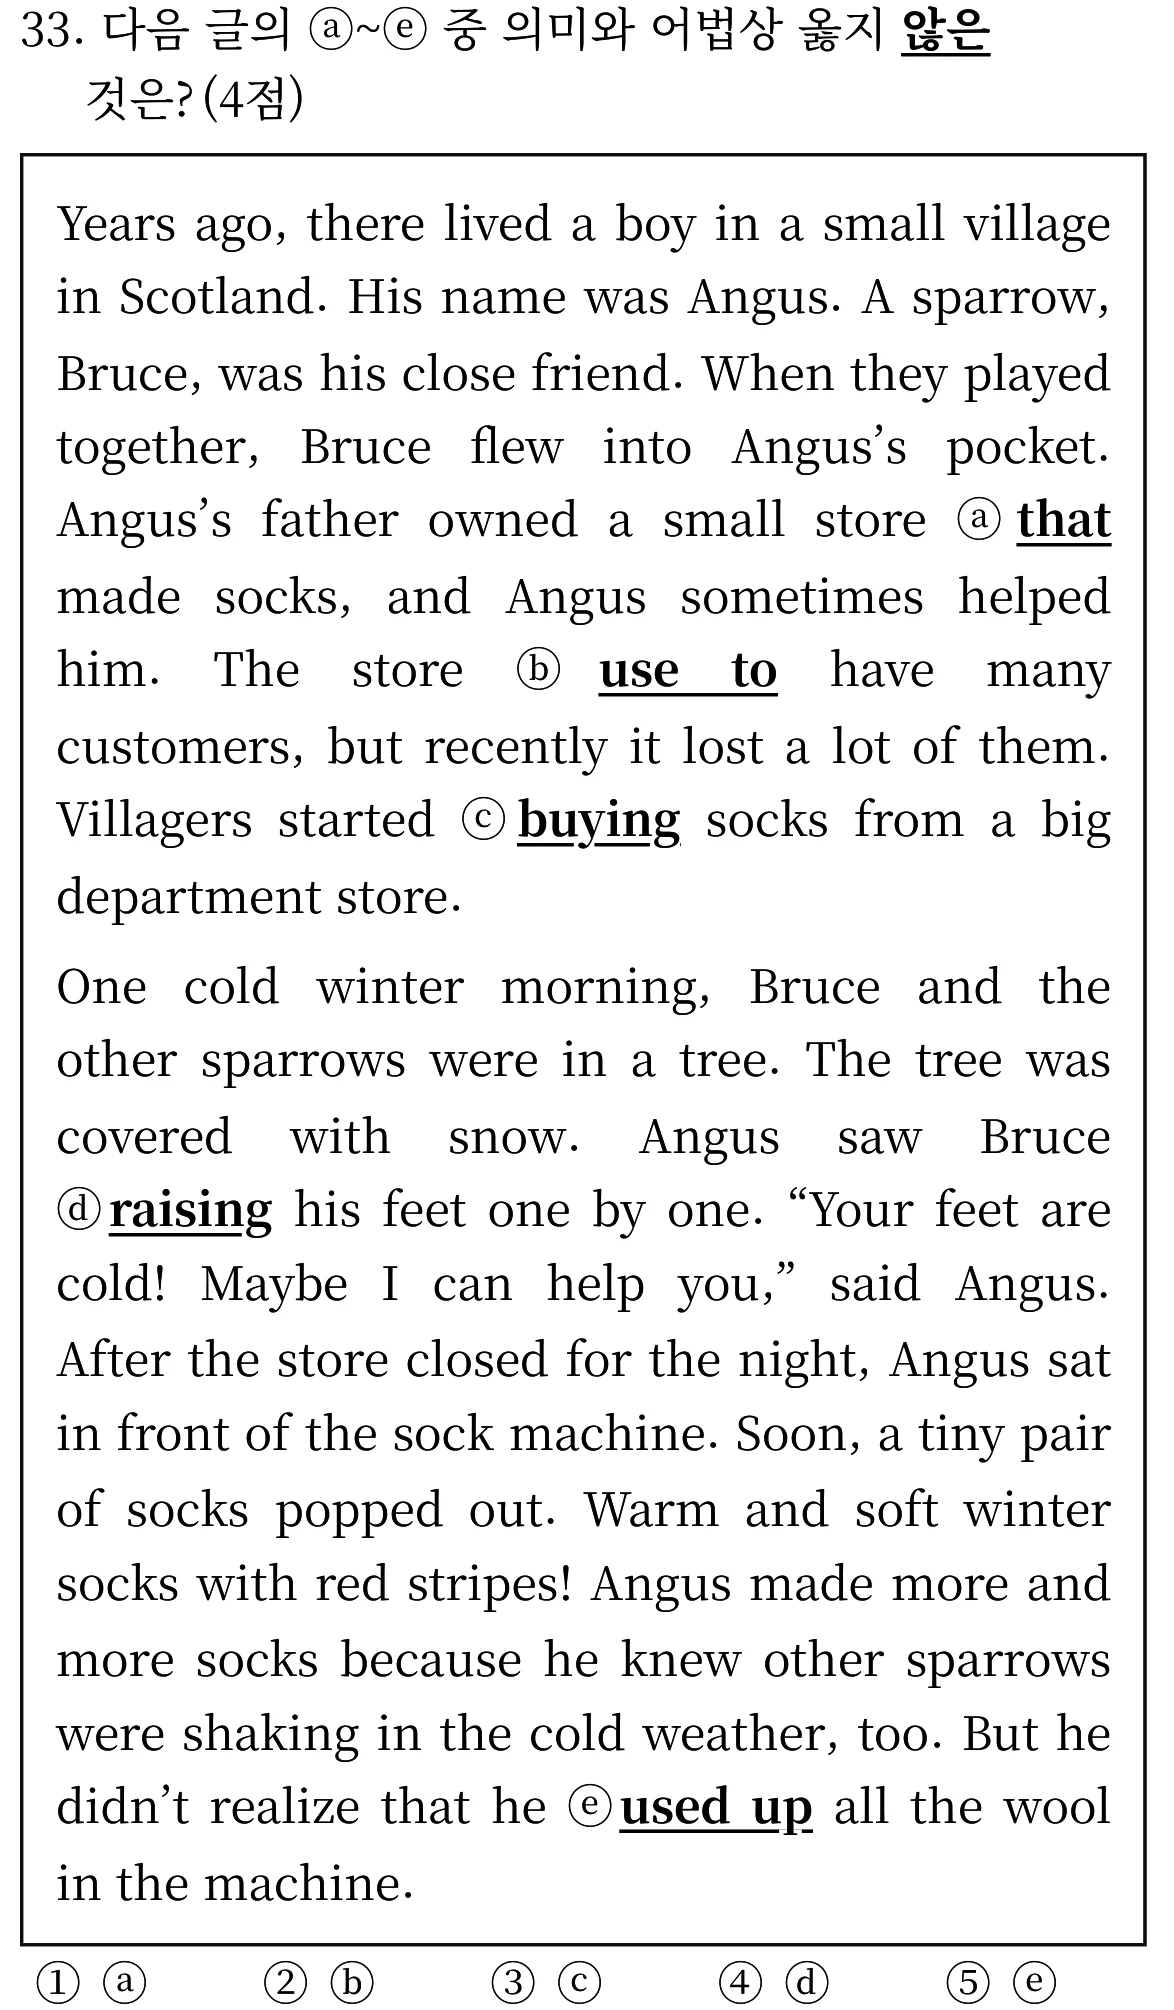 33. 다음 글의 ⓐ~ⓔ 중 의미와 어법상 옳지 않은
것은? (4점)
Years ago, there lived a boy in a small village
in Scotland. His name was Angus. A sparrow,
Bruce, was his close friend. When they played
together, Bruce flew into Angus’s pocket.
Angus’s father owned a small store ⓐ that
made socks, and Angus sometimes helped
him. The store ⓑ use to have many
customers, but recently it lost a lot of them.
Villagers started ⓒ buying socks from a big
department store.
One cold winter morning, Bruce and the
other sparrows were in a tree. The tree was
covered with snow. Angus saw Bruce
ⓓ raising his feet one by one. “Your feet are
cold! Maybe I can help you,” said Angus.
After the store closed for the night, Angus sat
in front of the sock machine. Soon, a tiny pair
of socks popped out. Warm and soft winter
socks with red stripes! Angus made more and
more socks because he knew other sparrows
were shaking in the cold weather, too. But he
didn’t realize that he ⓔ used up all the wool
in the machine.
① ⓐ ② ⓑ ③ ⓒ ④ ⓓ ⑤ ⓔ